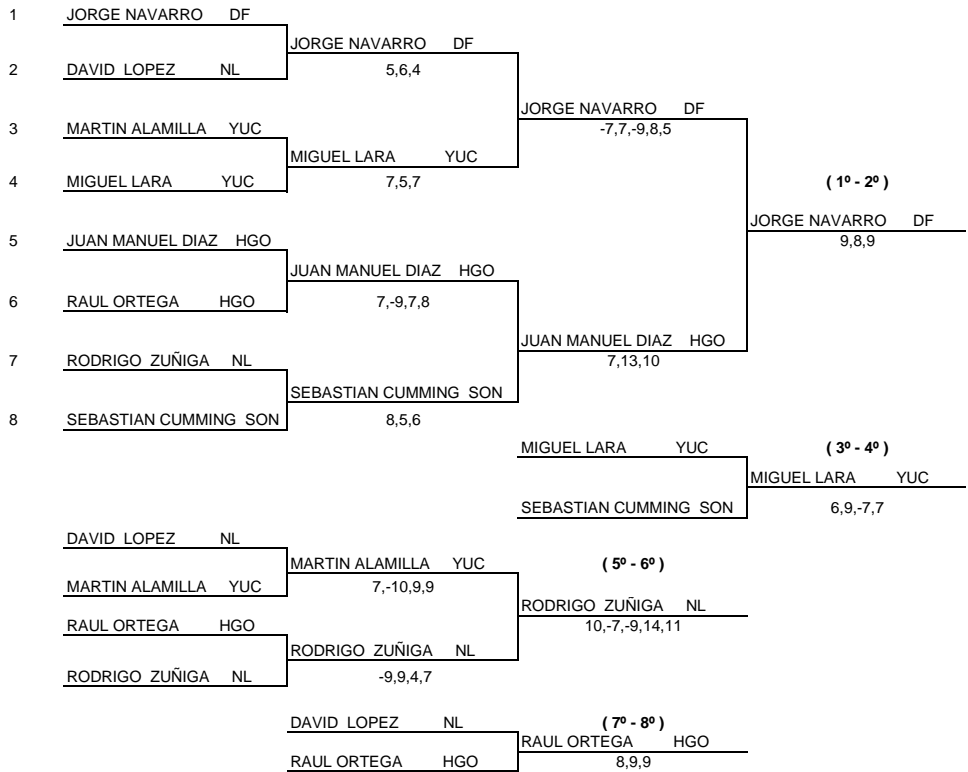 1 JORGE NAVARRO DF
JORGE NAVARRO DF
2 DAVID LOPEZ NL 5,6,4
JORGE NAVARRO DF
3 MARTIN ALAMILLA YUC -7,7,-9,8,5
MIGUEL LARA YUC
4 MIGUEL LARA YUC 7,5,7 ( 1º - 2º )
JORGE NAVARRO DF
5 JUAN MANUEL DIAZ HGO 9,8,9
JUAN MANUEL DIAZ HGO
6 RAUL ORTEGA HGO 7,-9,7,8
JUAN MANUEL DIAZ HGO
7 RODRIGO ZUÑIGA NL 7,13,10
SEBASTIAN CUMMING SON
8 SEBASTIAN CUMMING SON 8,5,6
MIGUEL LARA YUC ( 3º - 4º )
MIGUEL LARA YUC
SEBASTIAN CUMMING SON 6,9,-7,7
DAVID LOPEZ NL
MARTIN ALAMILLA YUC ( 5º - 6º )
MARTIN ALAMILLA YUC 7,-10,9,9
RODRIGO ZUÑIGA NL
RAUL ORTEGA HGO 10,-7,-9,14,11
RODRIGO ZUÑIGA NL
RODRIGO ZUÑIGA NL -9,9,4,7
DAVID LOPEZ NL ( 7º - 8º )
RAUL ORTEGA HGO
RAUL ORTEGA HGO 8,9,9